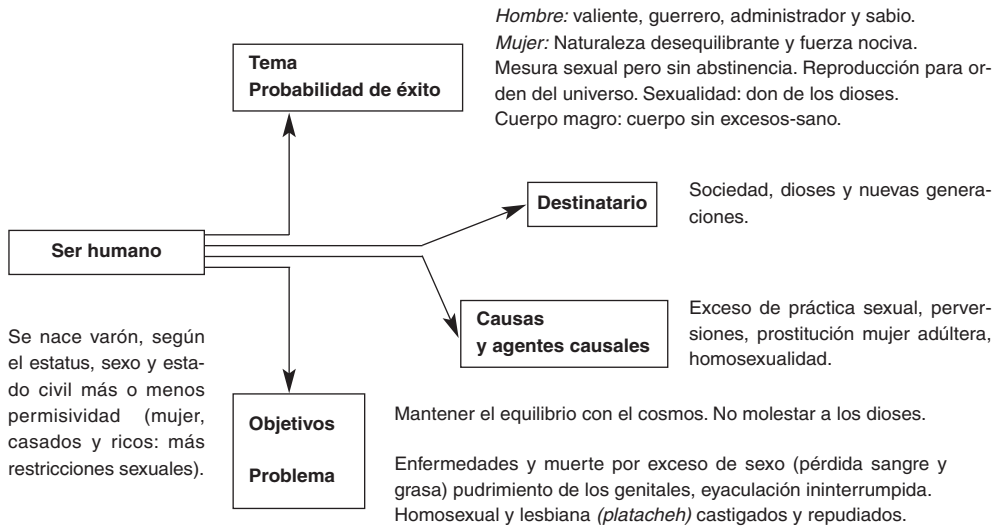 Hombre: valiente, guerrero, administrador y sabio.
Mujer: Naturaleza desequilibrante y fuerza nociva.
Mesura sexual pero sin abstinencia. Reproducción para or-
den del universo. Sexualidad: don de los dioses.
Cuerpo magro: cuerpo sin excesos-sano.
Tema
Probabilidad de éxito
Destinatario
Sociedad, dioses y nuevas genera-
ciones.
Ser humano
Causas
y agentes causales
Exceso de práctica sexual, perver-
siones, prostitución mujer adúltera,
homosexualidad.
Se nace varón, según
el estatus, sexo y esta-
do civil más o menos
permisividad (mujer,
casados y ricos: más
restricciones sexuales).
Objetivos
Mantener el equilibrio con el cosmos. No molestar a los dioses.
Problema
Enfermedades y muerte por exceso de sexo (pérdida sangre y
grasa) pudrimiento de los genitales, eyaculación ininterrumpida.
Homosexual y lesbiana (platacheh) castigados y repudiados.